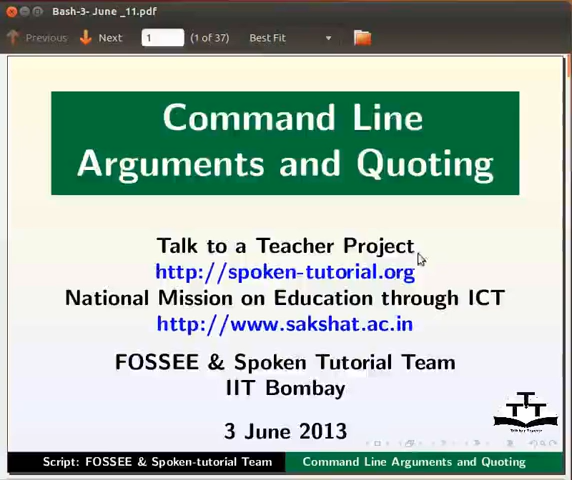 Bash-3- June _11.pdf
Previous Next 1 (1 of 37) Best Fit
Command Line
Arguments and Quoting
Talk to a Teacher Project
http://spoken-tutorial.org
National Mission on Education through ICT
http://www.sakshat.ac.in
FOSSEE & Spoken Tutorial Team
IIT Bombay
3 June 2013
Script: FOSSEE & Spoken-tutorial Team Command Line Arguments and Quoting